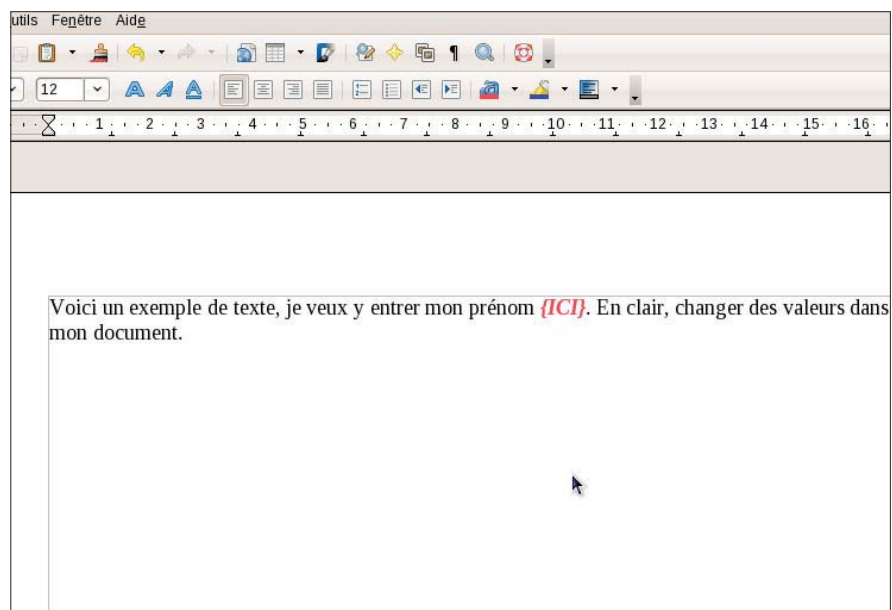 utils Fenêtre Aide
12
1 2 3 4 5 6 7 8 9 10 11 12 13 14 15 16
Voici un exemple de texte, je veux y entrer mon prénom {ICI}. En clair, changer des valeurs dans
mon document.